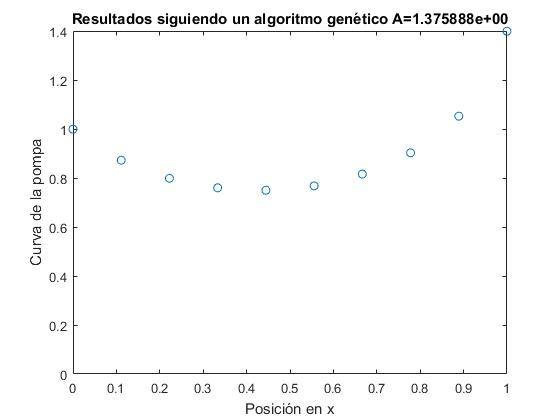 Resultados siguiendo un algoritmo genético A=1.375888e+00
1.4
1.2
1
0.8
0.6
0.4
0.2
0
Curva de la pompa
0 0.1 0.2 0.3 0.4 0.5 0.6 0.7 0.8 0.9 1
Posición en x